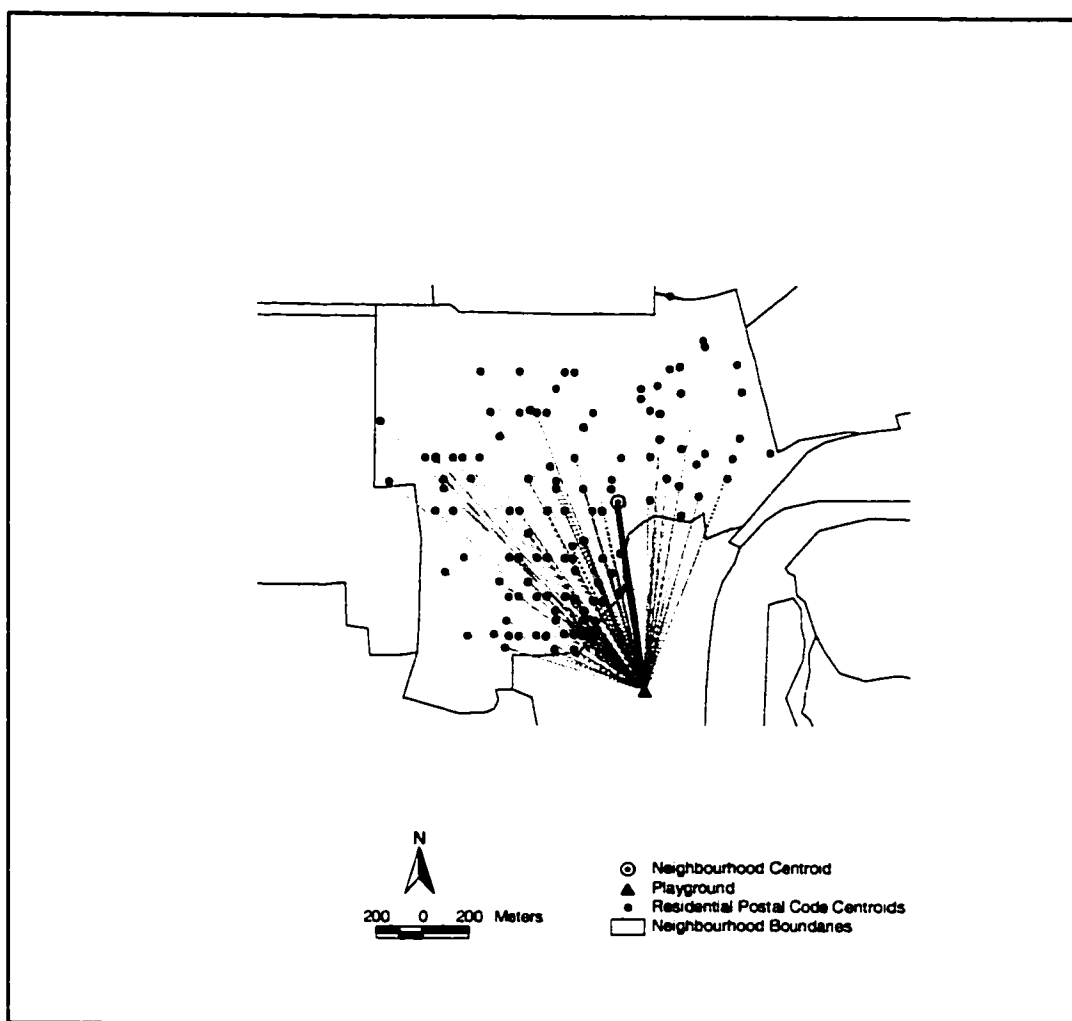 N
200 0 200 Meters
Neighbourhood Centroid
Playground
Residential Postal Code Centroids
Neighbourhood Boundaries